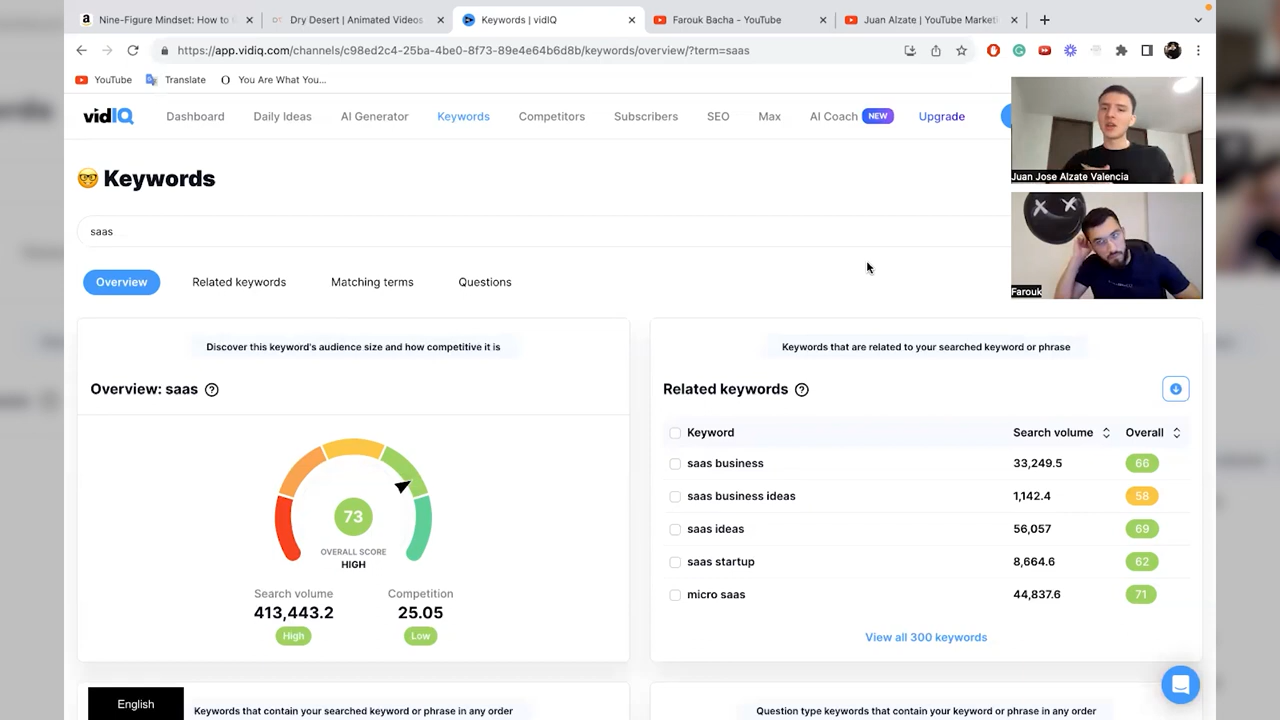 Nine-Figure Mindset: How to
Dry Desert | Animated Videos
Keywords | vidIQ
Farouk Bacha - YouTube
Juan Alzate | YouTube Marketi
https://app.vidiq.com/channels/c98ed2c4-25ba-4be0-8f73-89e4e64b6d8b/keywords/overview/?term=saas
YouTube
Translate
You Are What You...
vidIQ
Dashboard
Daily Ideas
AI Generator
Keywords
Competitors
Subscribers
SEO
Max
AI Coach NEW
Upgrade
Juan Jose Alzate Valencia
Farouk
Keywords
saas
Overview
Related keywords
Matching terms
Questions
Discover this keyword's audience size and how competitive it is
Overview: saas
73
OVERALL SCORE
HIGH
Search volume
413,443.2
High
Competition
25.05
Low
Keywords that are related to your searched keyword or phrase
Related keywords
Keyword Search volume Overall
saas business 33,249.5 66
saas business ideas 1,142.4 58
saas ideas 56,057 69
saas startup 8,664.6 62
micro saas 44,837.6 71
View all 300 keywords
English
Keywords that contain your searched keyword or phrase in any order
Question type keywords that contain your keyword or phrase in any order